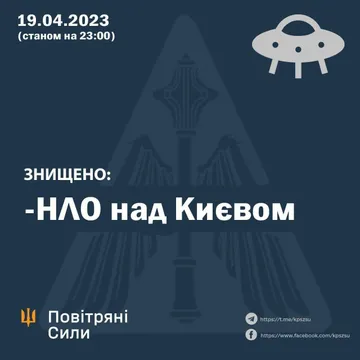 19.04.2023
(станом на 23:00)
ЗНИЩЕНО:
-НЛО над Києвом
Повітряні
Сили
https://t.me/kpszsu
https://www.facebook.com/kpszsu